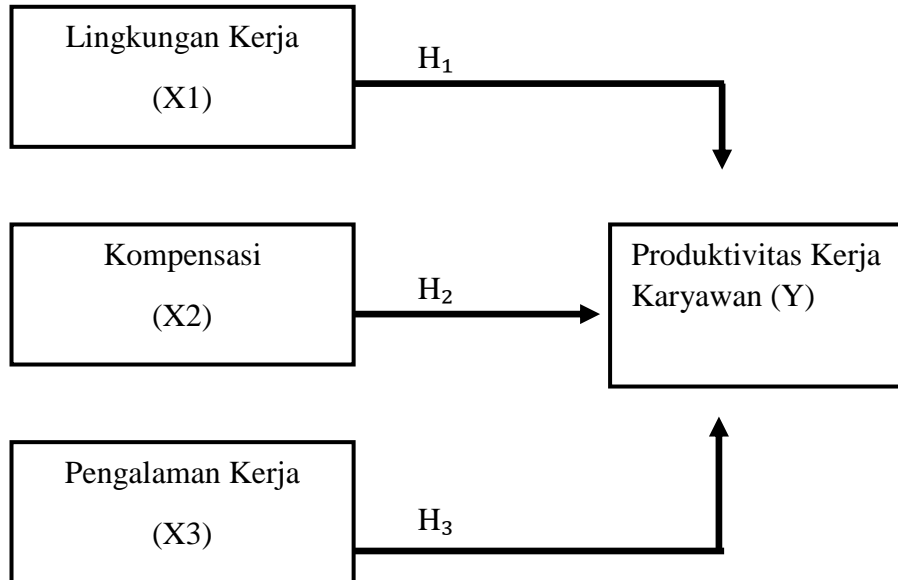 Lingkungan Kerja
(X1)
H₁
Kompensasi
(X2)
H₂
Produktivitas Kerja
Karyawan (Y)
Pengalaman Kerja
(X3)
H₃